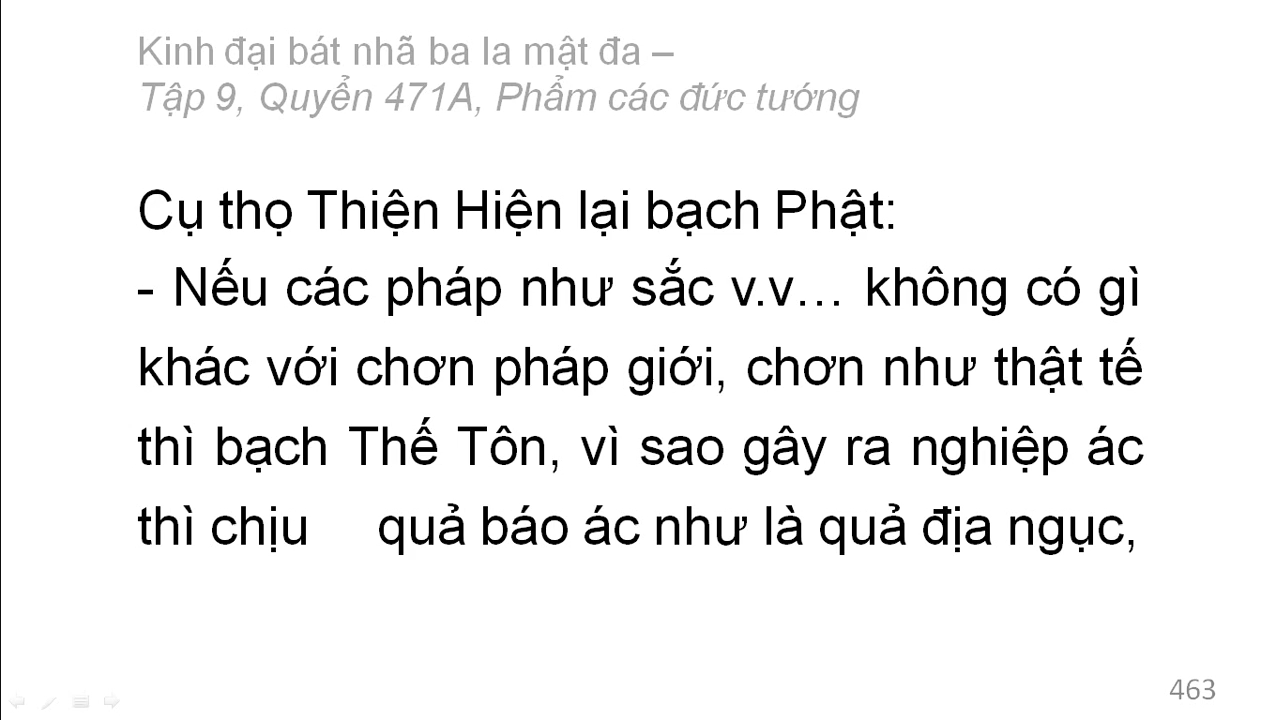 Kinh đại bát nhã ba la mật đa –
Tập 9, Quyển 471A, Phẩm các đức tướng
Cụ thọ Thiện Hiện lại bạch Phật:
- Nếu các pháp như sắc v.v… không có gì
khác với chơn pháp giới, chơn như thật tế
thì bạch Thế Tôn, vì sao gây ra nghiệp ác
thì chịu quả báo ác như là quả địa ngục,
463